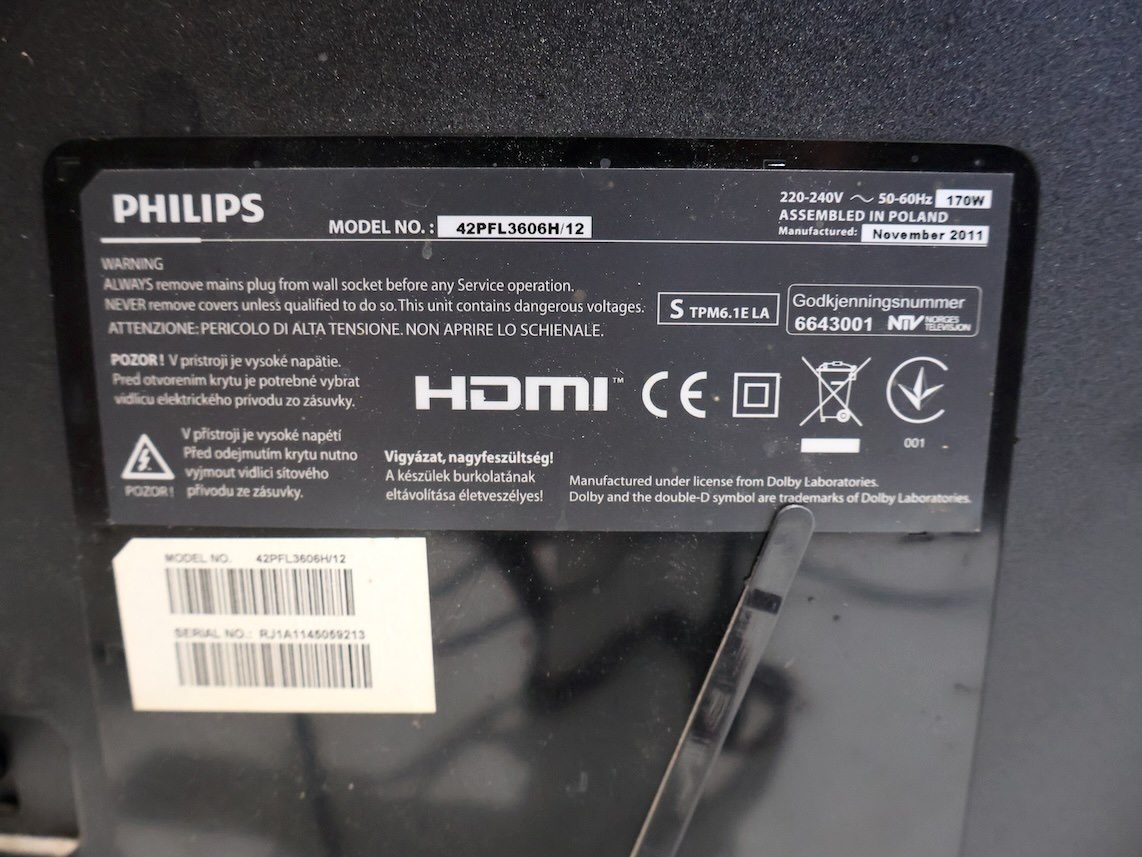 PHILIPS
MODEL NO. : 42PFL3606H/12
220-240V ~ 50-60Hz 170W
ASSEMBLED IN POLAND
Manufactured: November 2011
WARNING
ALWAYS remove mains plug from wall socket before any Service operation.
NEVER remove covers unless qualified to do so. This unit contains dangerous voltages.
ATTENZIONE: PERICOLO DI ALTA TENSIONE. NON APRIRE LO SCHIENALE.
S TPM6.1E LA
Godkjenningsnummer
6643001 NTV NORGES
TELEVISJON
POZOR! V prístroji je vysoké napätie.
Pred otvorením krytu je potrebné vybrat
vidlicu elektrického prívodu zo zásuvky.
HDMI™ CE
001
V přístroji je vysoké napětí
Před odejmutím krytu nutno
vyjmout vidlici síťového
přívodu ze zásuvky.
POZOR!
Vigyázat, nagyfeszültség!
A készülek burkolatának
eltávolítása életveszélyes!
Manufactured under license from Dolby Laboratories.
Dolby and the double-D symbol are trademarks of Dolby Laboratories.
MODEL NO. 42PFL3606H/12
SERIAL NO.: RJ1A1145059213